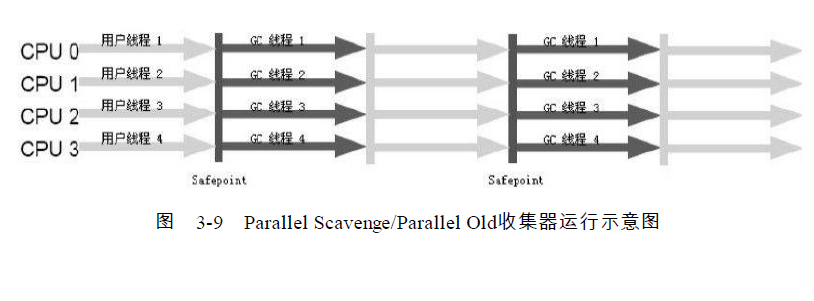 CPU 0 用户线程 1 GC 线程 1 GC 线程 1
CPU 1 用户线程 2 GC 线程 2 GC 线程 2
CPU 2 用户线程 3 GC 线程 3 GC 线程 3
CPU 3 用户线程 4 GC 线程 4 GC 线程 4
Safepoint Safepoint
图 3-9 Parallel Scavenge/Parallel Old收集器运行示意图